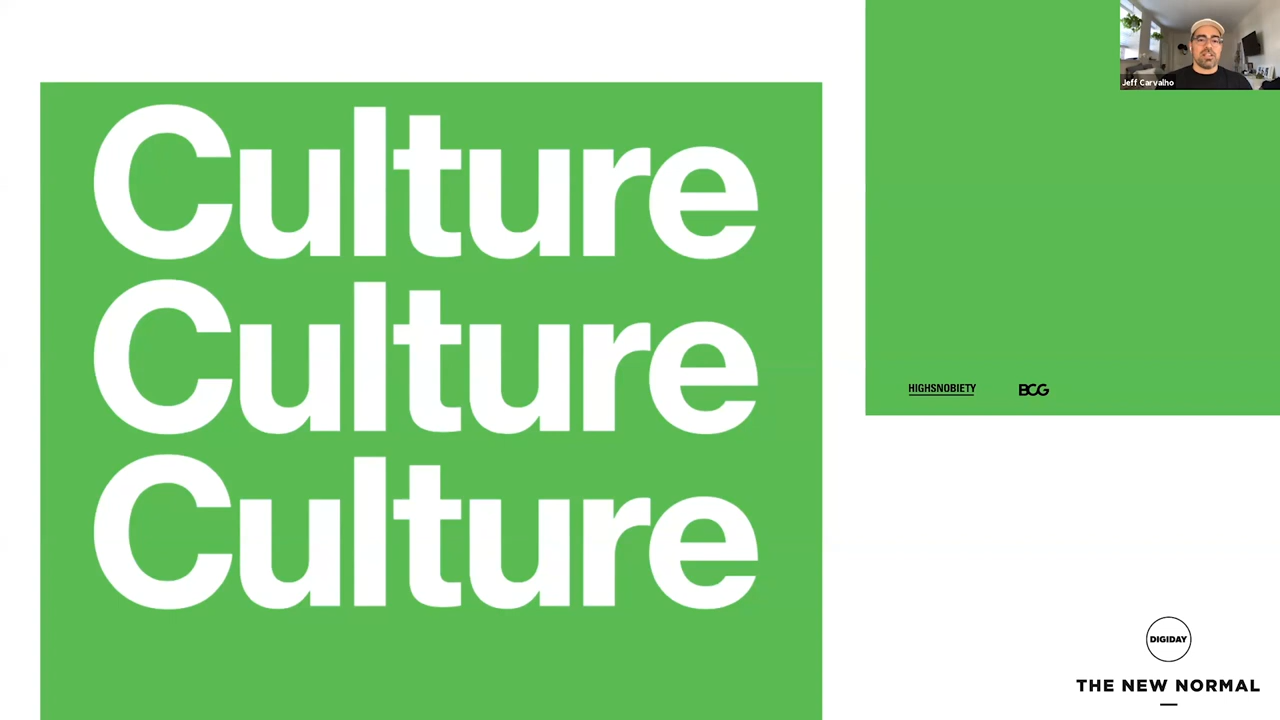 Culture
Culture
Culture
Jeff Carvalho
HIGHSNOBIETY
BCG
DIGIDAY
THE NEW NORMAL